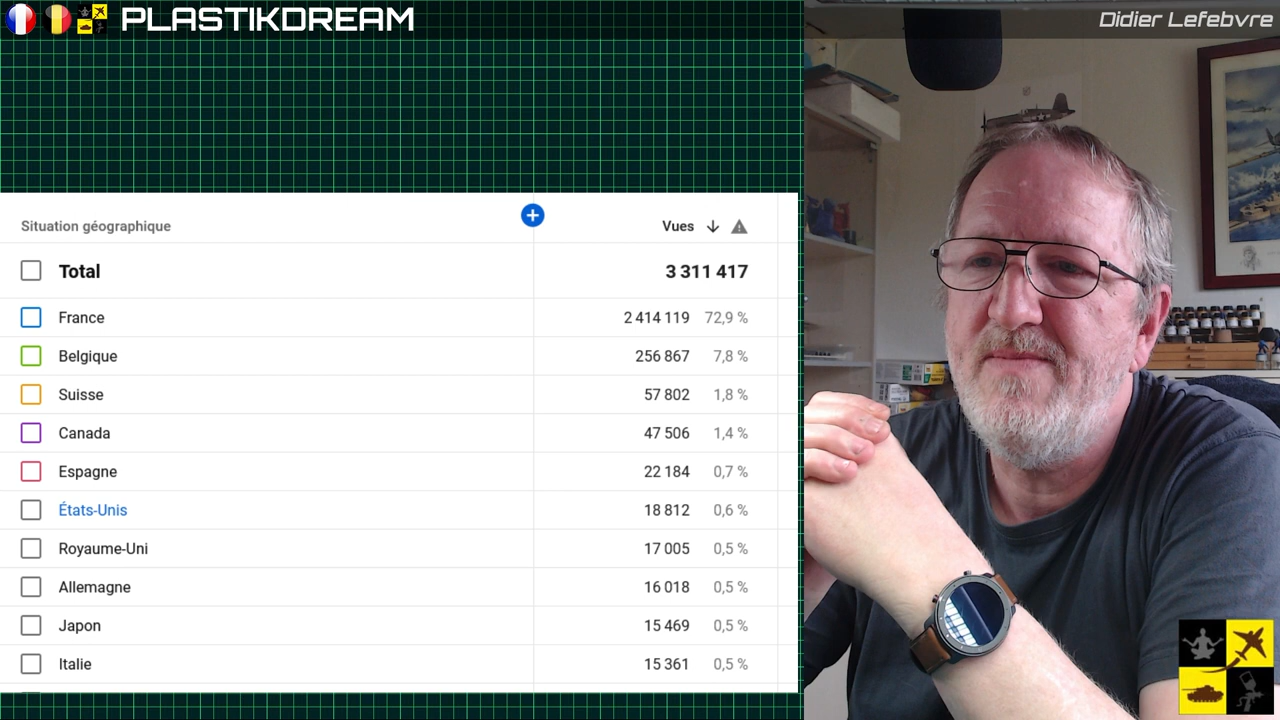 PLASTIKDREAM
Didier Lefebvre
Situation géographique Vues
Total 3 311 417
France 2 414 119 72,9 %
Belgique 256 867 7,8 %
Suisse 57 802 1,8 %
Canada 47 506 1,4 %
Espagne 22 184 0,7 %
États-Unis 18 812 0,6 %
Royaume-Uni 17 005 0,5 %
Allemagne 16 018 0,5 %
Japon 15 469 0,5 %
Italie 15 361 0,5 %